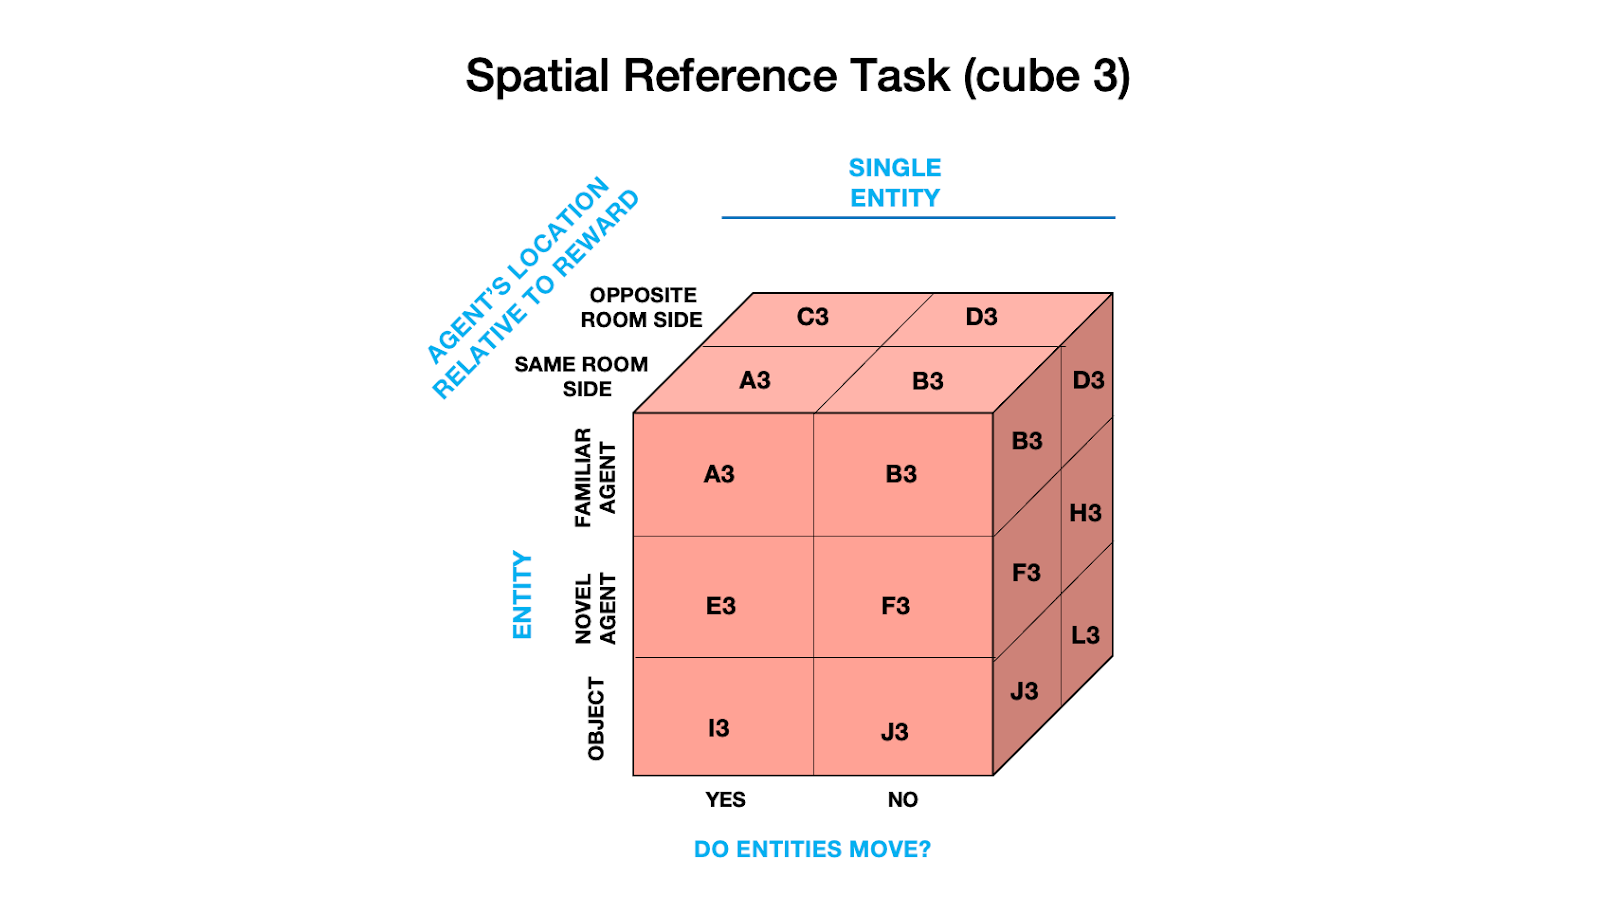 Spatial Reference Task (cube 3)
SINGLE
ENTITY
AGENT'S LOCATION
RELATIVE TO REWARD
OPPOSITE
ROOM SIDE
SAME ROOM
SIDE
C3
D3
A3
B3
D3
B3
H3
F3
L3
J3
FAMILIAR
AGENT
A3
B3
ENTITY
NOVEL
AGENT
E3
F3
OBJECT
I3
J3
YES
NO
DO ENTITIES MOVE?